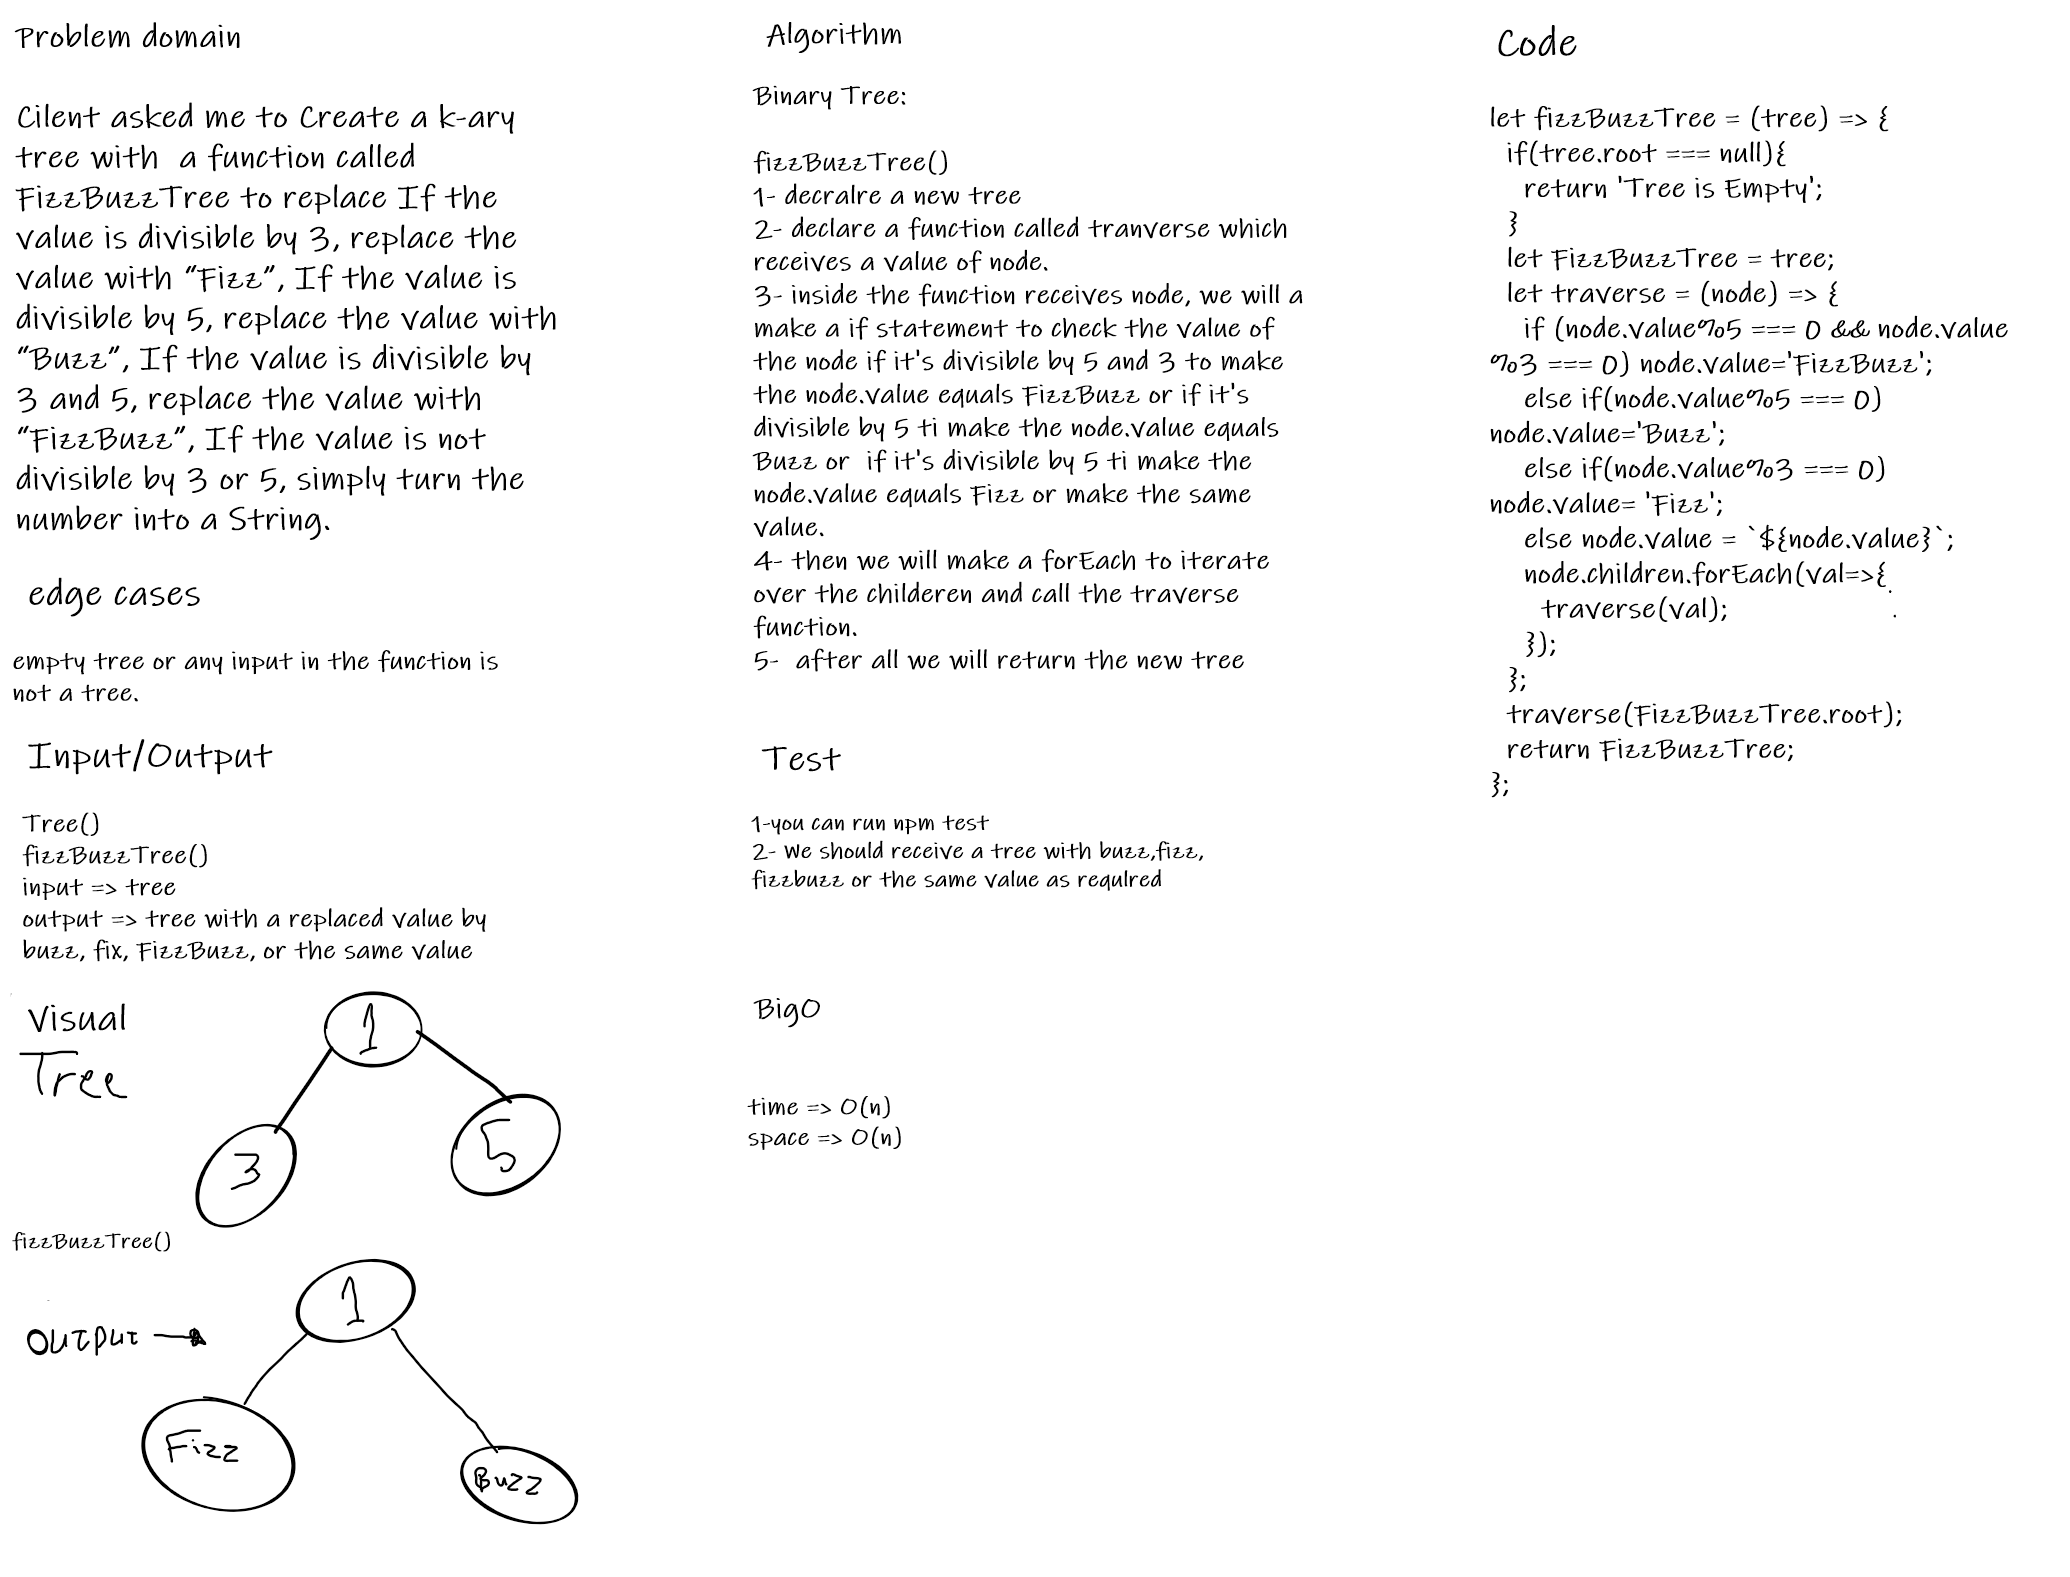 Problem domain
Cilent asked me to Create a k-ary
tree with a function called
FizzBuzzTree to replace If the
value is divisible by 3, replace the
value with “Fizz”, If the value is
divisible by 5, replace the value with
“Buzz”, If the value is divisible by
3 and 5, replace the value with
“FizzBuzz”, If the value is not
divisible by 3 or 5, simply turn the
number into a String.
edge cases
empty tree or any input in the function is
not a tree.
Input/Output
Tree()
fizzBuzzTree()
input => tree
output => tree with a replaced value by
buzz, fix, FizzBuzz, or the same value
Visual
Tree
1
3
5
fizzBuzzTree()
output
1
Fizz
Buzz
Algorithm
Binary Tree:
fizzBuzzTree()
1- decralre a new tree
2- declare a function called tranverse which
receives a value of node.
3- inside the function receives node, we will a
make a if statement to check the value of
the node if it's divisible by 5 and 3 to make
the node.value equals FizzBuzz or if it's
divisible by 5 ti make the node.value equals
Buzz or if it's divisible by 5 ti make the
node.value equals Fizz or make the same
value.
4- then we will make a forEach to iterate
over the childeren and call the traverse
function.
5- after all we will return the new tree
Test
1-you can run npm test
2- We should receive a tree with buzz,fizz,
fizzbuzz or the same value as requlred
BigO
time => O(n)
space => O(n)
Code
let fizzBuzzTree = (tree) => {
if(tree.root === null){
return 'Tree is Empty';
}
let FizzBuzzTree = tree;
let traverse = (node) => {
if (node.value%5 === 0 && node.value
%3 === 0) node.value='FizzBuzz';
else if(node.value%5 === 0)
node.value='Buzz';
else if(node.value%3 === 0)
node.value= 'Fizz';
else node.value = `${node.value}`;
node.children.forEach(val=>{
traverse(val);
});
};
traverse(FizzBuzzTree.root);
return FizzBuzzTree;
};